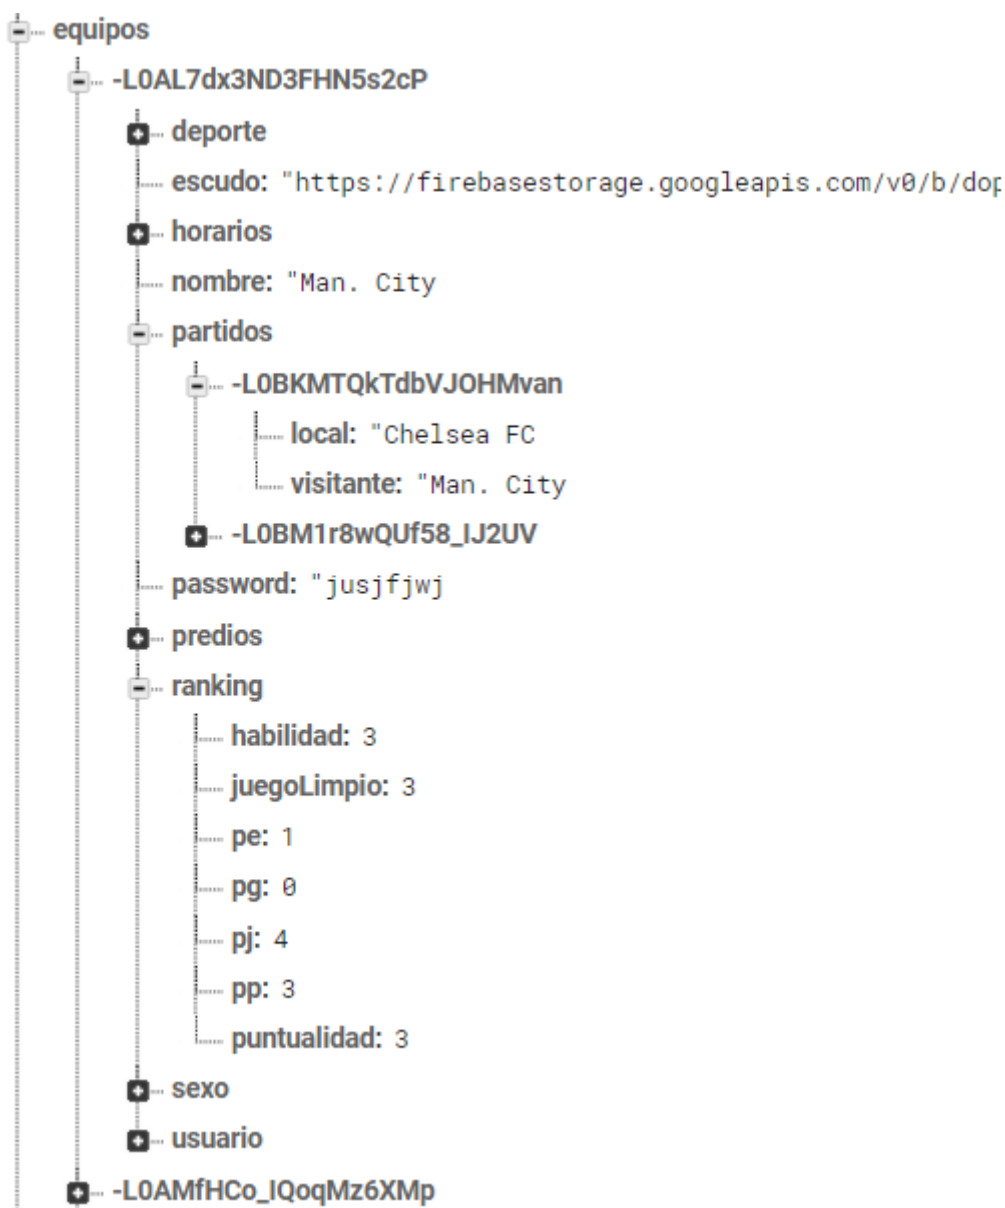 equipos
-L0AL7dx3ND3FHN5s2cP
deporte
escudo: "https://firebasestorage.googleapis.com/v0/b/dop
horarios
nombre: "Man. City
partidos
-L0BKMTQkTdbVJOHMvan
local: "Chelsea FC
visitante: "Man. City
-L0BM1r8wQUf58_IJ2UV
password: "jusjfjwj
predios
ranking
habilidad: 3
juegoLimpio: 3
pe: 1
pg: 0
pj: 4
pp: 3
puntualidad: 3
sexo
usuario
-L0AMfHCo_IQoqMz6XMp